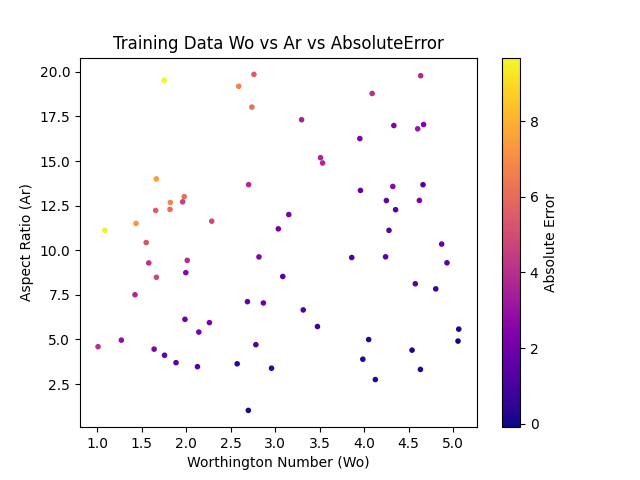 Training Data Wo vs Ar vs AbsoluteError
20.0
17.5
15.0
12.5
10.0
7.5
5.0
2.5
Aspect Ratio (Ar)
1.0 1.5 2.0 2.5 3.0 3.5 4.0 4.5 5.0
Worthington Number (Wo)
8
6
4
2
0
Absolute Error